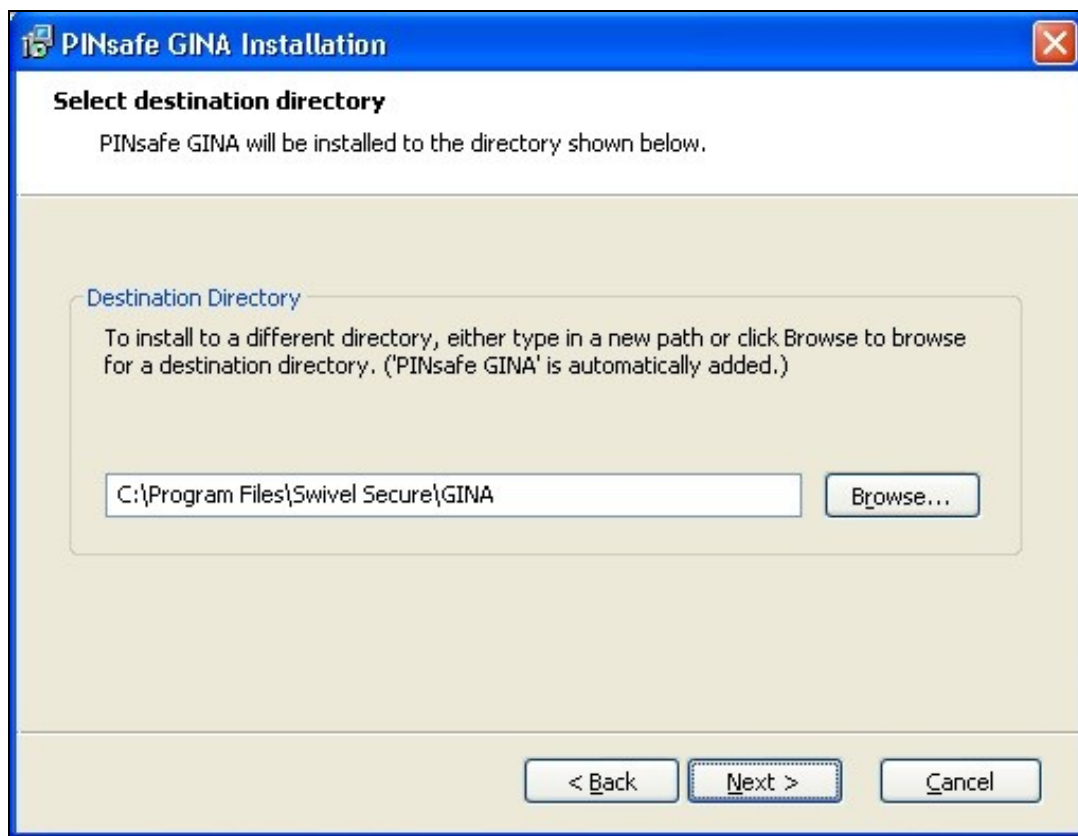 PINsafe GINA Installation
Select destination directory
PINsafe GINA will be installed to the directory shown below.
Destination Directory
To install to a different directory, either type in a new path or click Browse to browse
for a destination directory. ('PINsafe GINA' is automatically added.)
C:\Program Files\Swivel Secure\GINA
Browse...
< Back
Next >
Cancel